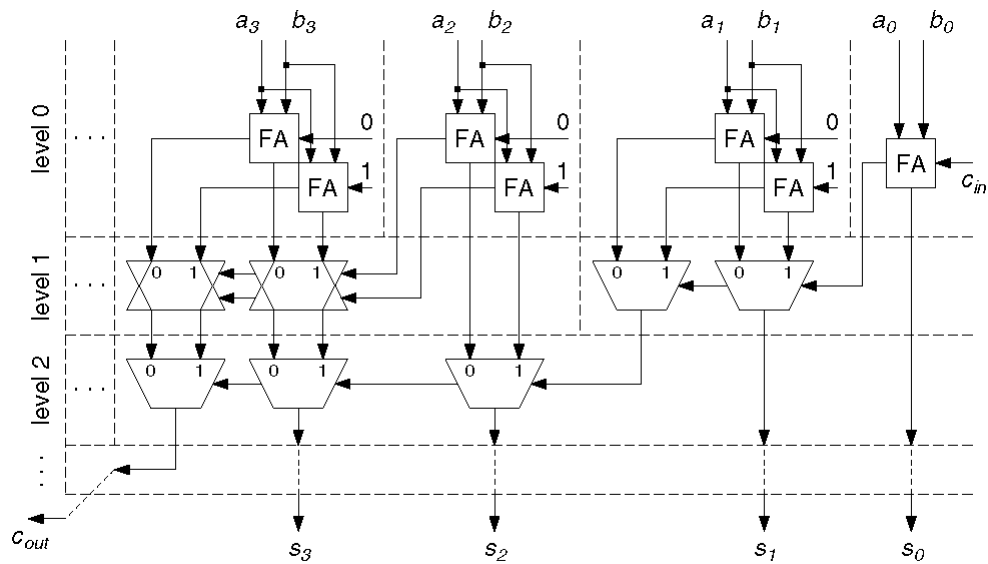 a3 b3 a2 b2 a1 b1 a0 b0
level 0
. . .
FA 0 FA 0 FA 0 FA
FA 1 FA 1 FA 1 cin
level 1
. . .
0 1 0 1 0 1 0 1
level 2
. . .
0 1 0 1 0 1
. . .
cout s3 s2 s1 s0